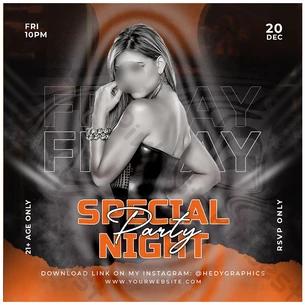 FRI
10PM
20
DEC
FRIDAY
FRIDAY
SPECIAL
Party
NIGHT
21+ AGE ONLY
RSVP ONLY
DOWNLOAD LINK ON MY INSTAGRAM: @HEDYGRAPHICS
WWW.YOURWEBSITE.COM